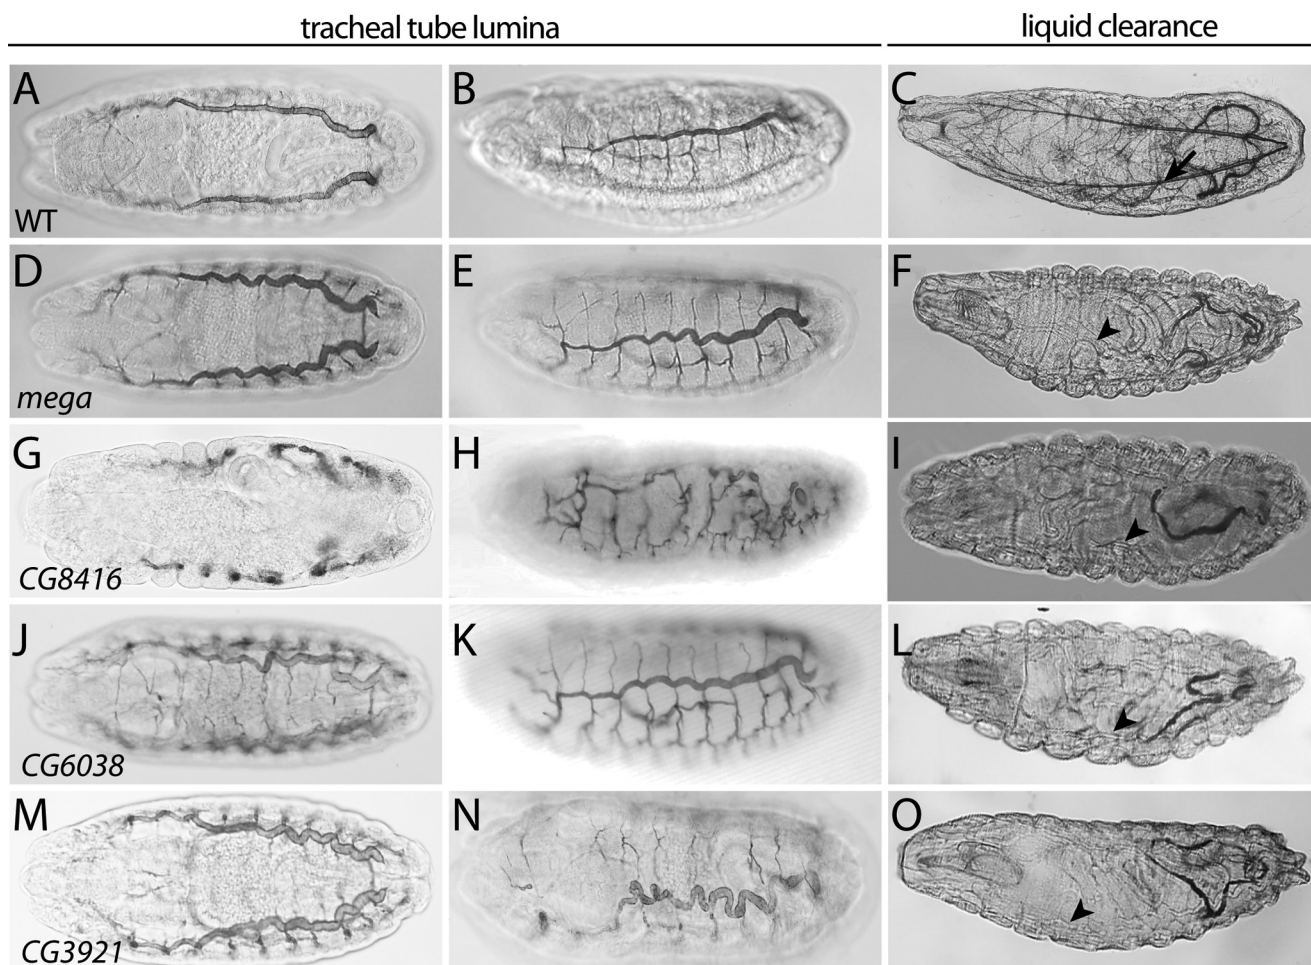 tracheal tube lumina
liquid clearance
A
B
C
WT
D
E
F
mega
G
H
I
CG8416
J
K
L
CG6038
M
N
O
CG3921